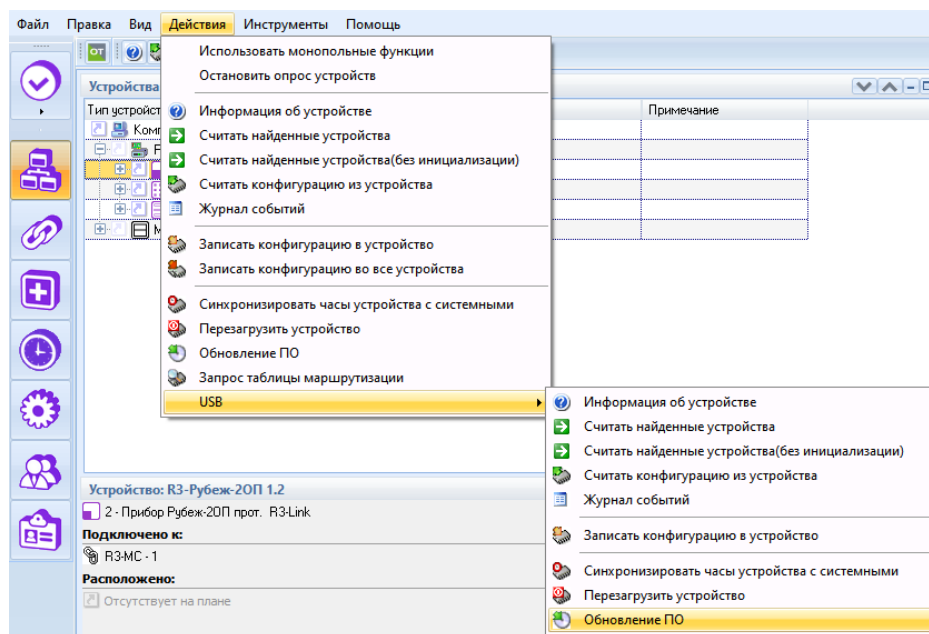 Файл Правка Вид Действия Инструменты Помощь
ОТ
Использовать монопольные функции
Остановить опрос устройств
Устройства
Тип устройст
Примечание
Информация об устройстве
Считать найденные устройства
Считать найденные устройства(без инициализации)
Считать конфигурацию из устройства
Журнал событий
Записать конфигурацию в устройство
Записать конфигурацию во все устройства
Синхронизировать часы устройства с системными
Перезагрузить устройство
Обновление ПО
Запрос таблицы маршрутизации
USB
Информация об устройстве
Считать найденные устройства
Считать найденные устройства(без инициализации)
Считать конфигурацию из устройства
Журнал событий
Записать конфигурацию в устройство
Синхронизировать часы устройства с системными
Перезагрузить устройство
Обновление ПО
Устройство: R3-Рубеж-2ОП 1.2
2 - Прибор Рубеж-2ОП прот. R3-Link
Подключено к:
R3-МС - 1
Расположено:
Отсутствует на плане